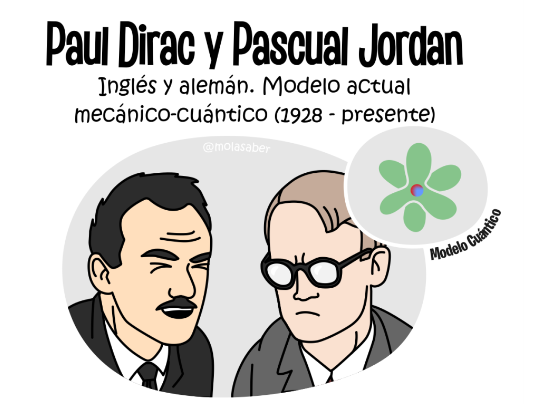 Paul Dirac y Pascual Jordan
Inglés y alemán. Modelo actual
mecánico-cuántico (1928 - presente)
@molasaber
Modelo Cuántico